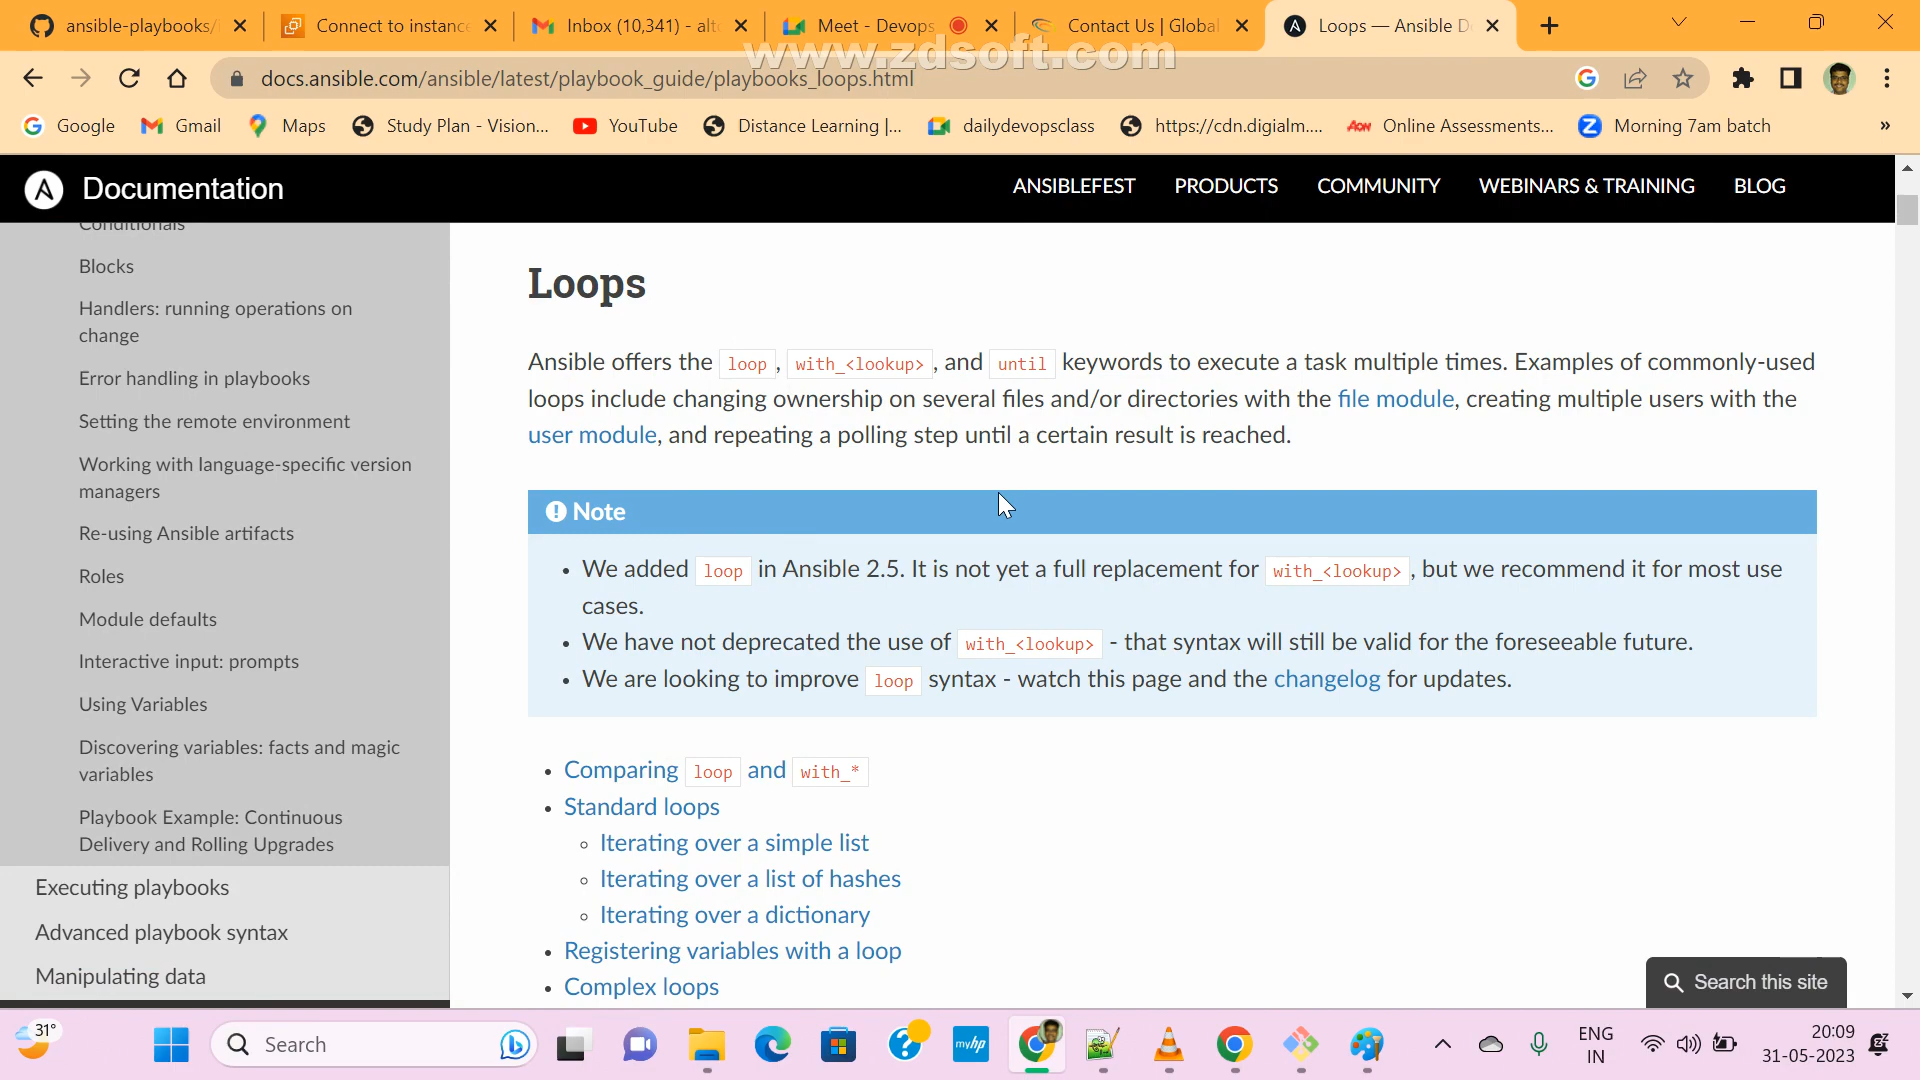 ansible-playbooks/
Connect to instance
Inbox (10,341) - alt
Meet - Devops
Contact Us | Global
Loops — Ansible D
www.zdsoft.com
docs.ansible.com/ansible/latest/playbook_guide/playbooks_loops.html
Google
Gmail
Maps
Study Plan - Vision...
YouTube
Distance Learning |...
dailydevopsclass
https://cdn.digialm....
Online Assessments...
Morning 7am batch
»
Documentation
ANSIBLEFEST
PRODUCTS
COMMUNITY
WEBINARS & TRAINING
BLOG
Conditionals
Blocks
Handlers: running operations on
change
Error handling in playbooks
Setting the remote environment
Working with language-specific version
managers
Re-using Ansible artifacts
Roles
Module defaults
Interactive input: prompts
Using Variables
Discovering variables: facts and magic
variables
Playbook Example: Continuous
Delivery and Rolling Upgrades
Executing playbooks
Advanced playbook syntax
Manipulating data
Loops
Ansible offers the loop , with_<lookup> , and until keywords to execute a task multiple times. Examples of commonly-used
loops include changing ownership on several files and/or directories with the file module, creating multiple users with the
user module, and repeating a polling step until a certain result is reached.
Note
• We added loop in Ansible 2.5. It is not yet a full replacement for with_<lookup> , but we recommend it for most use
cases.
• We have not deprecated the use of with_<lookup> - that syntax will still be valid for the foreseeable future.
• We are looking to improve loop syntax - watch this page and the changelog for updates.
• Comparing loop and with_*
• Standard loops
◦ Iterating over a simple list
◦ Iterating over a list of hashes
◦ Iterating over a dictionary
• Registering variables with a loop
• Complex loops
Search this site
31°
Search
myhp
ENG
IN
20:09
31-05-2023